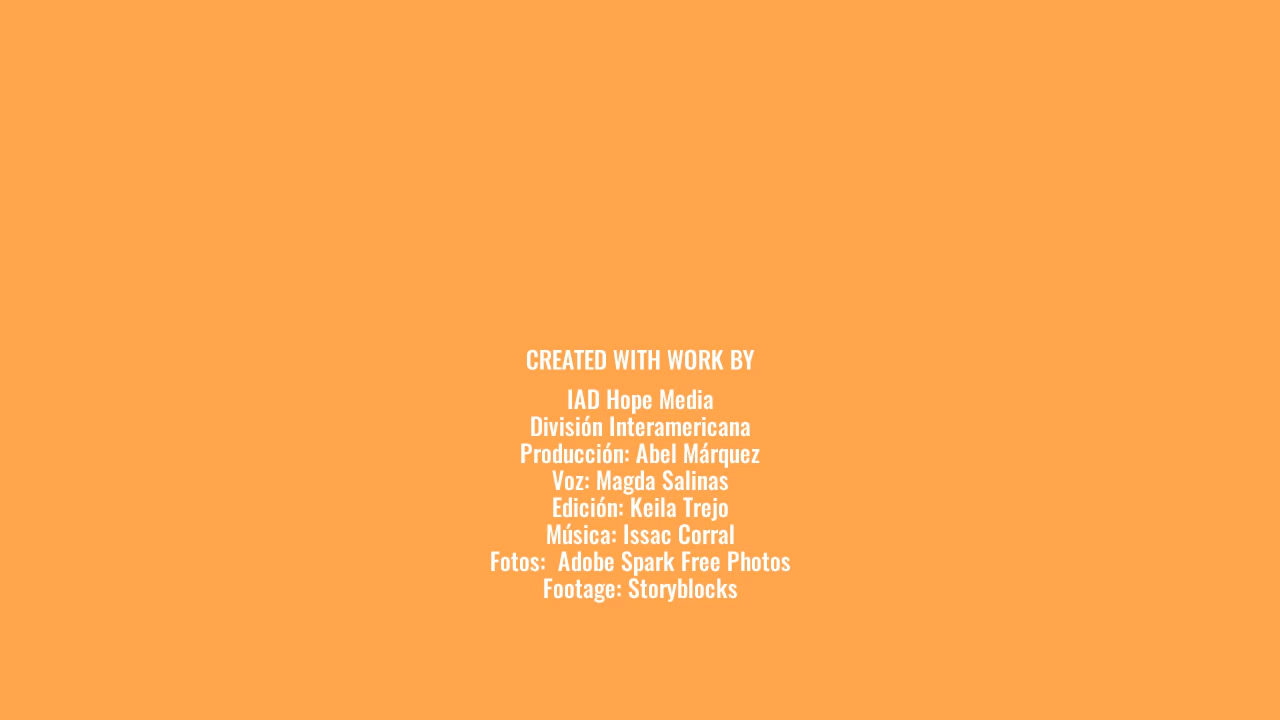 CREATED WITH WORK BY
IAD Hope Media
División Interamericana
Producción: Abel Márquez
Voz: Magda Salinas
Edición: Keila Trejo
Música: Issac Corral
Fotos:  Adobe Spark Free Photos
Footage: Storyblocks